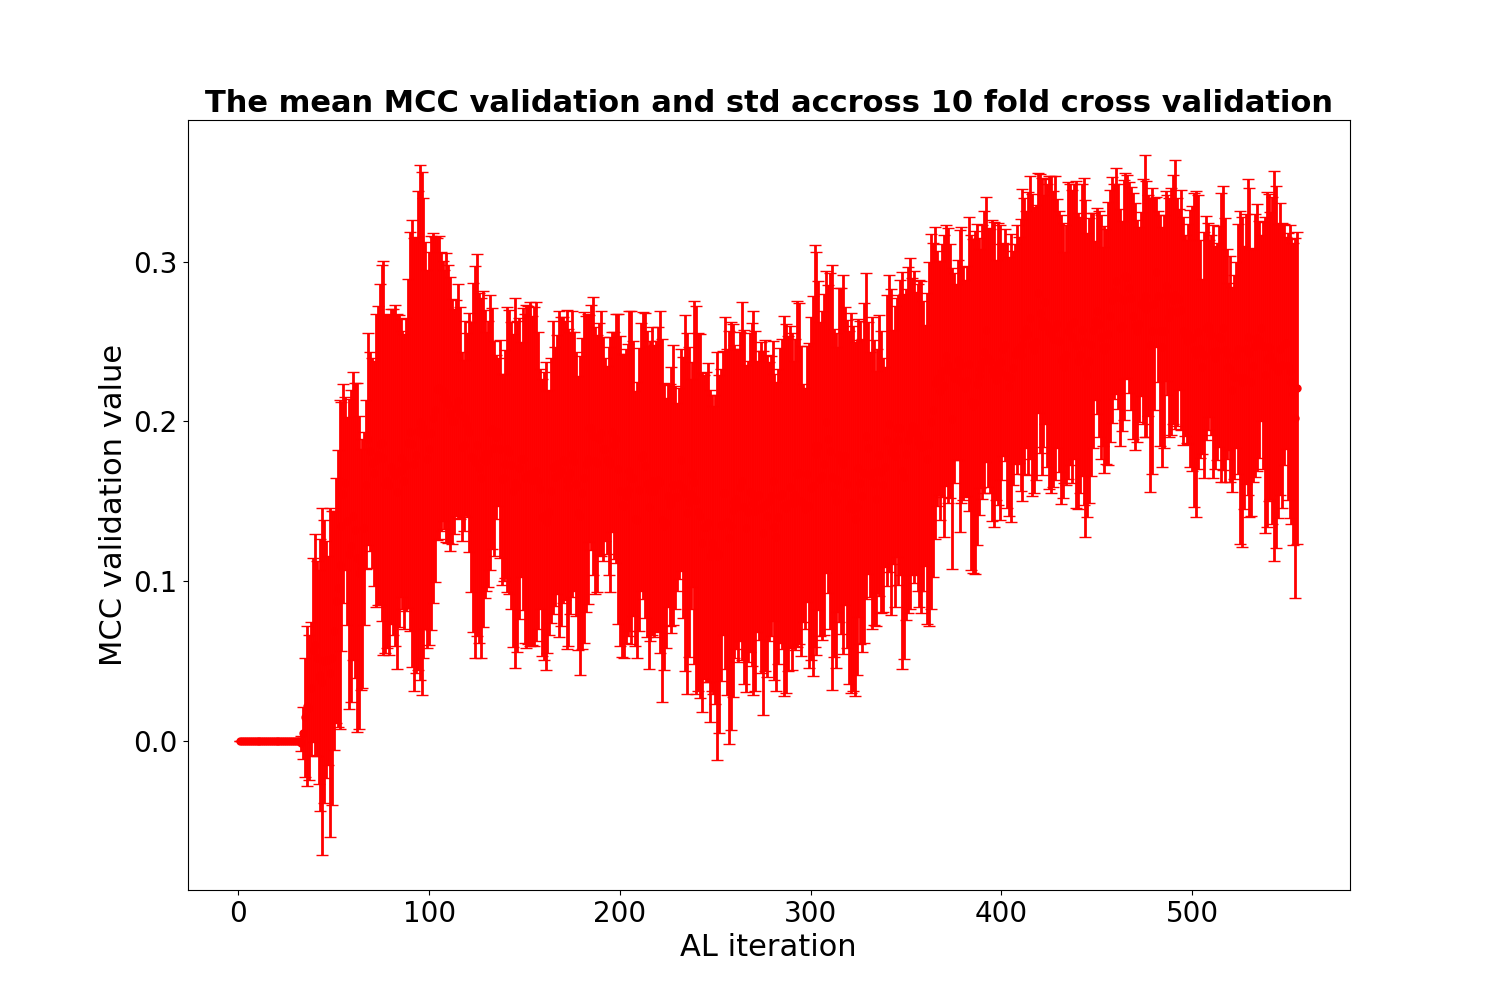 The mean MCC validation and std accross 10 fold cross validation
0.3
0.2
0.1
0.0
MCC validation value
0 100 200 300 400 500
AL iteration